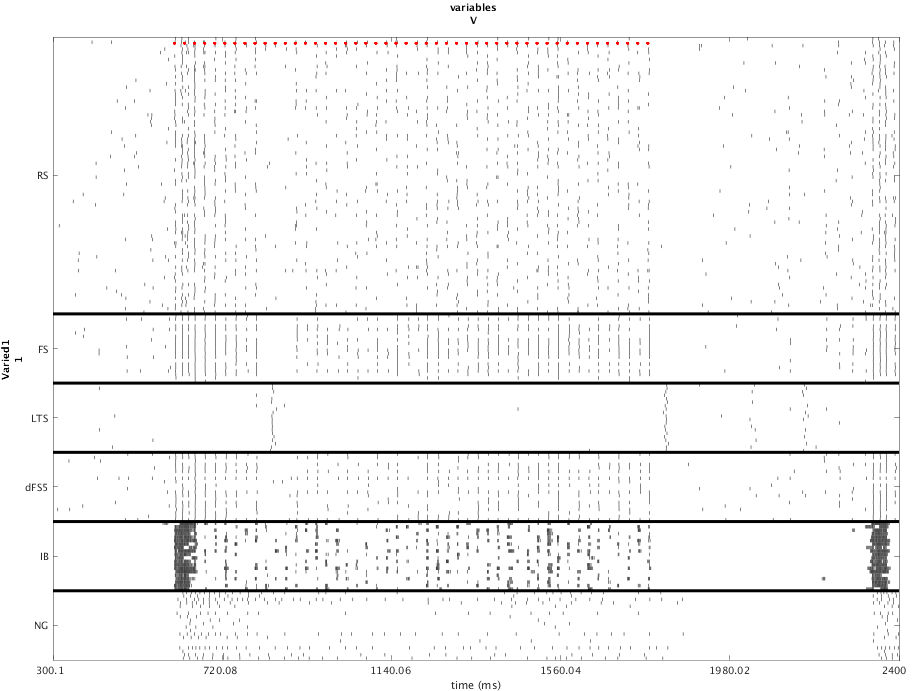 variables
V
RS
FS
LTS
dFS5
IB
NG
Varied1
1
300.1
720.08
1140.06
1560.04
1980.02
2400
time (ms)